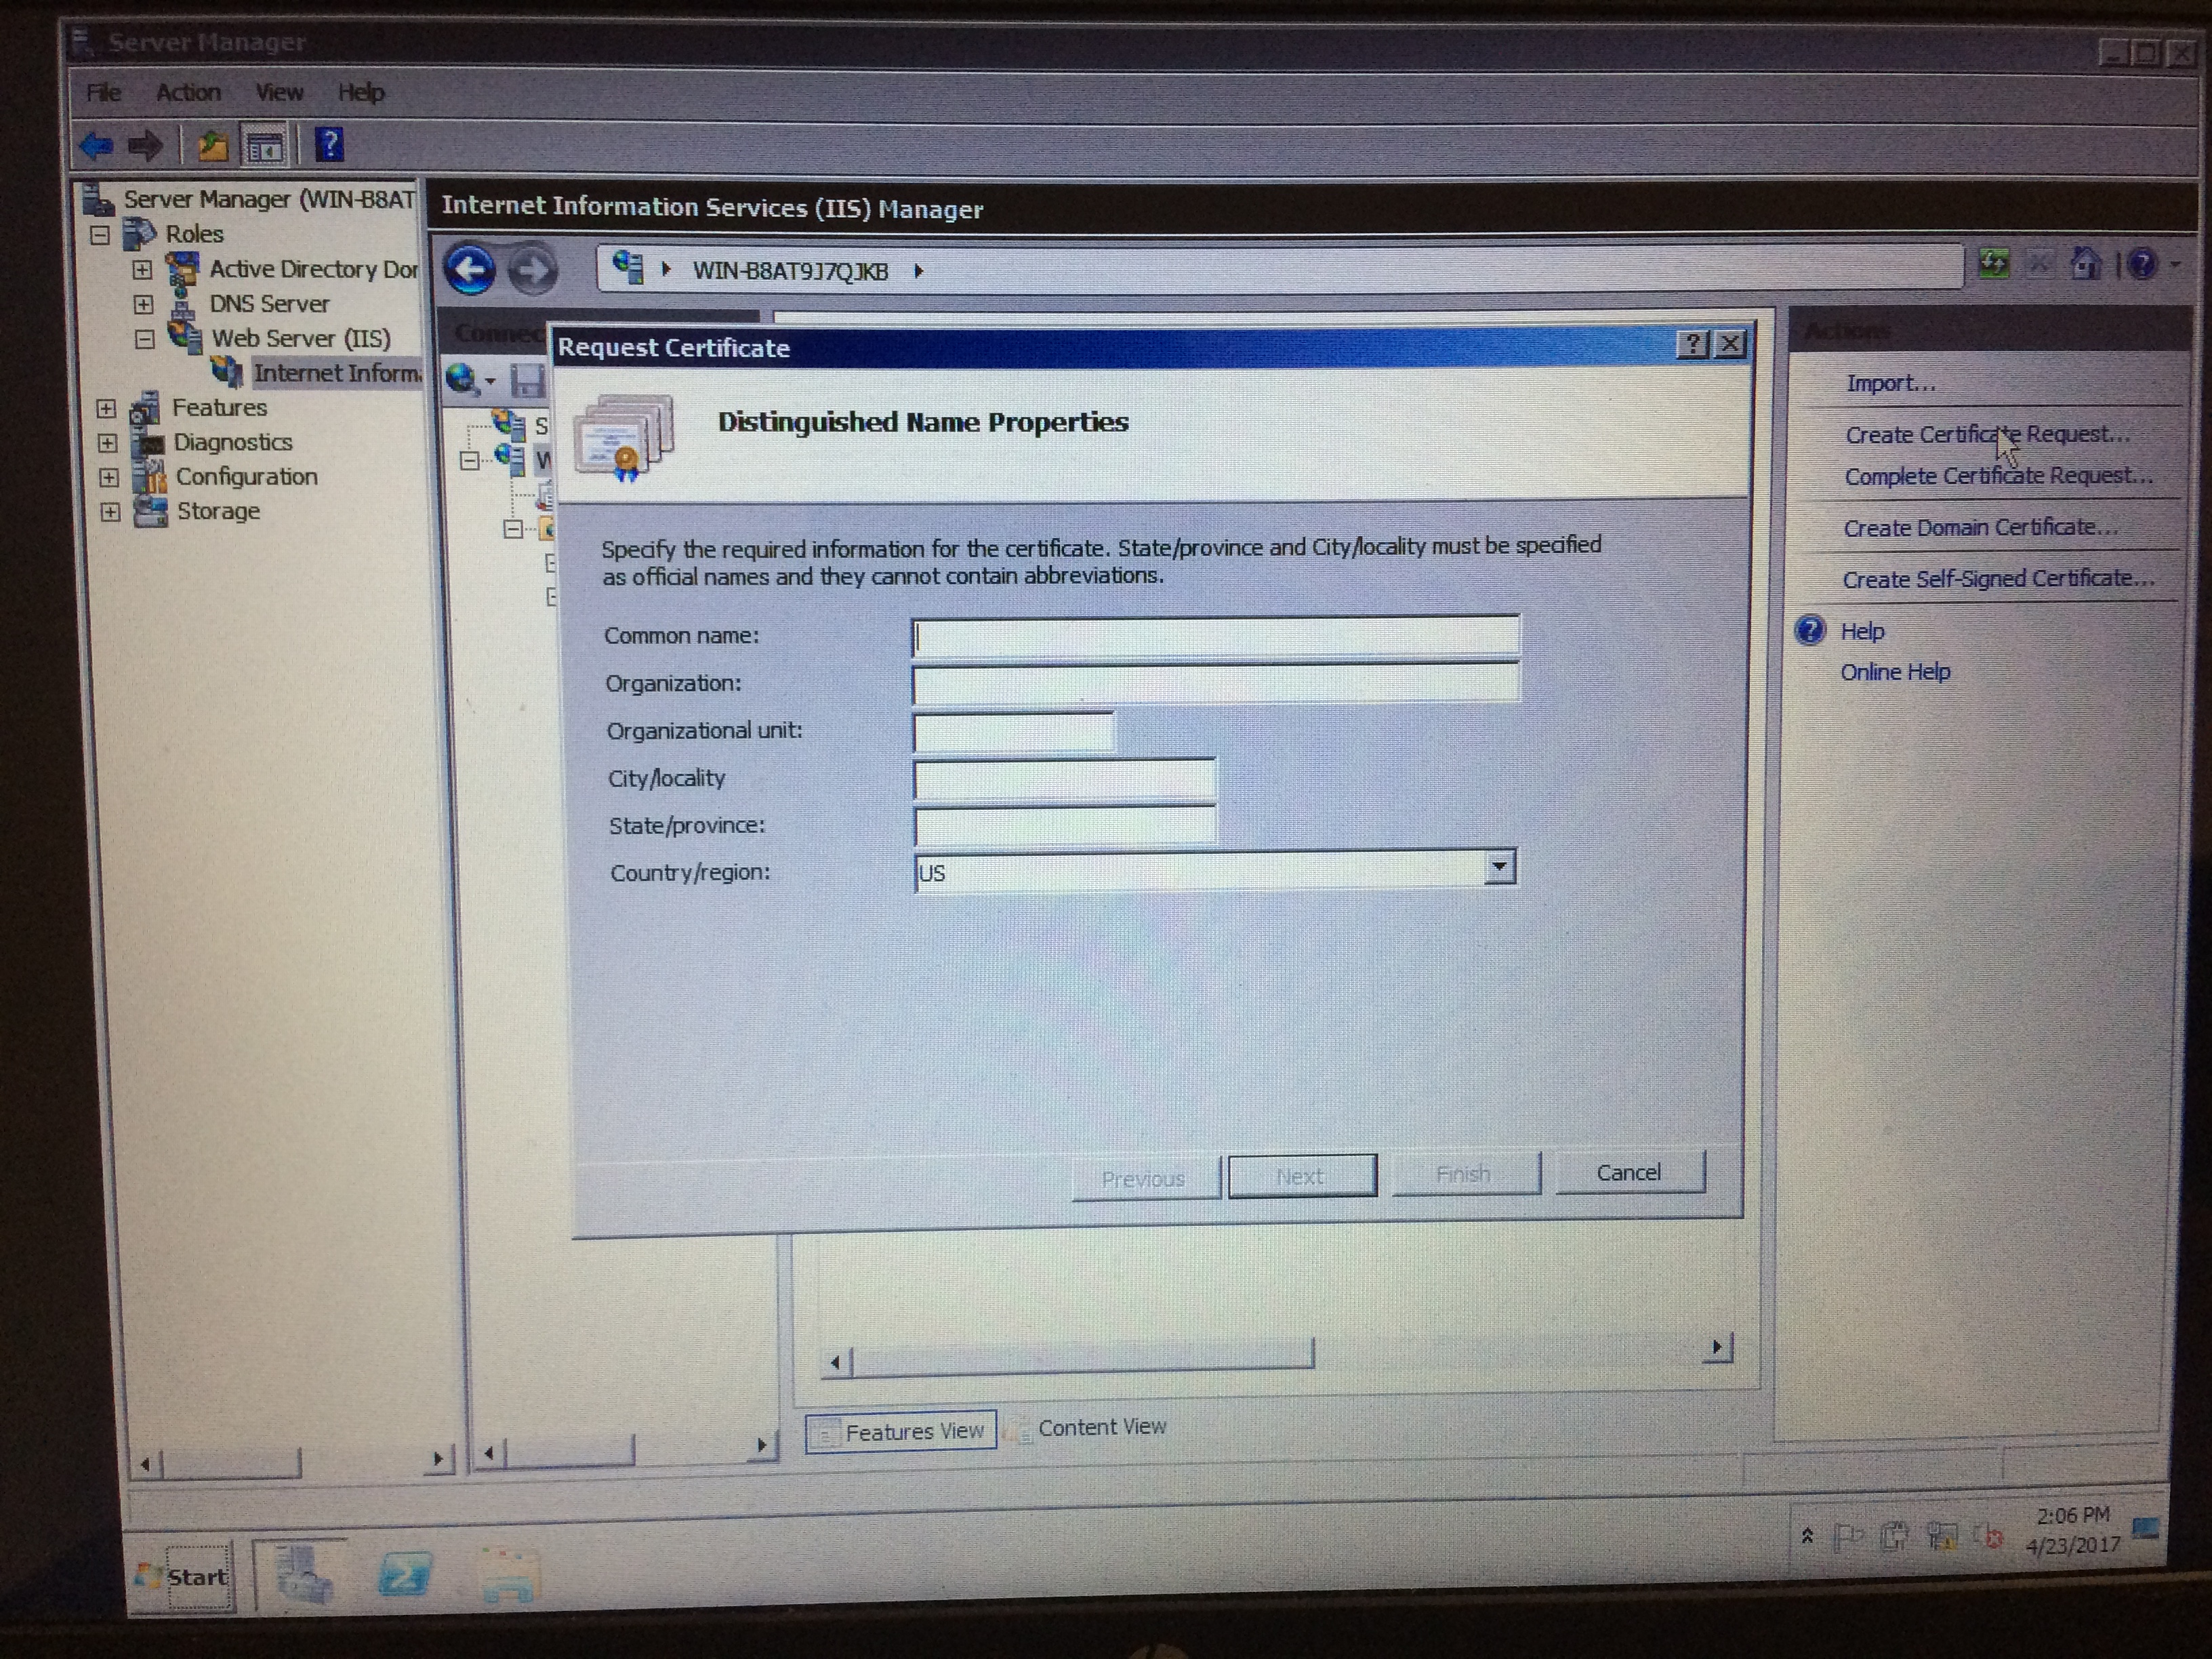 Server Manager
File Action View Help
Server Manager (WIN-B8AT
Roles
Active Directory Dor
DNS Server
Web Server (IIS)
Internet Inform
Features
Diagnostics
Configuration
Storage
Internet Information Services (IIS) Manager
WIN-B8AT9J7QJKB
Connec
S
W
Request Certificate
Distinguished Name Properties
Specify the required information for the certificate. State/province and City/locality must be specified
as official names and they cannot contain abbreviations.
Common name:
Organization:
Organizational unit:
City/locality
State/province:
Country/region:
US
Previous
Next
Finish
Cancel
Features View
Content View
Actions
Import...
Create Certificate Request...
Complete Certificate Request...
Create Domain Certificate...
Create Self-Signed Certificate...
Help
Online Help
Start
2:06 PM
4/23/2017